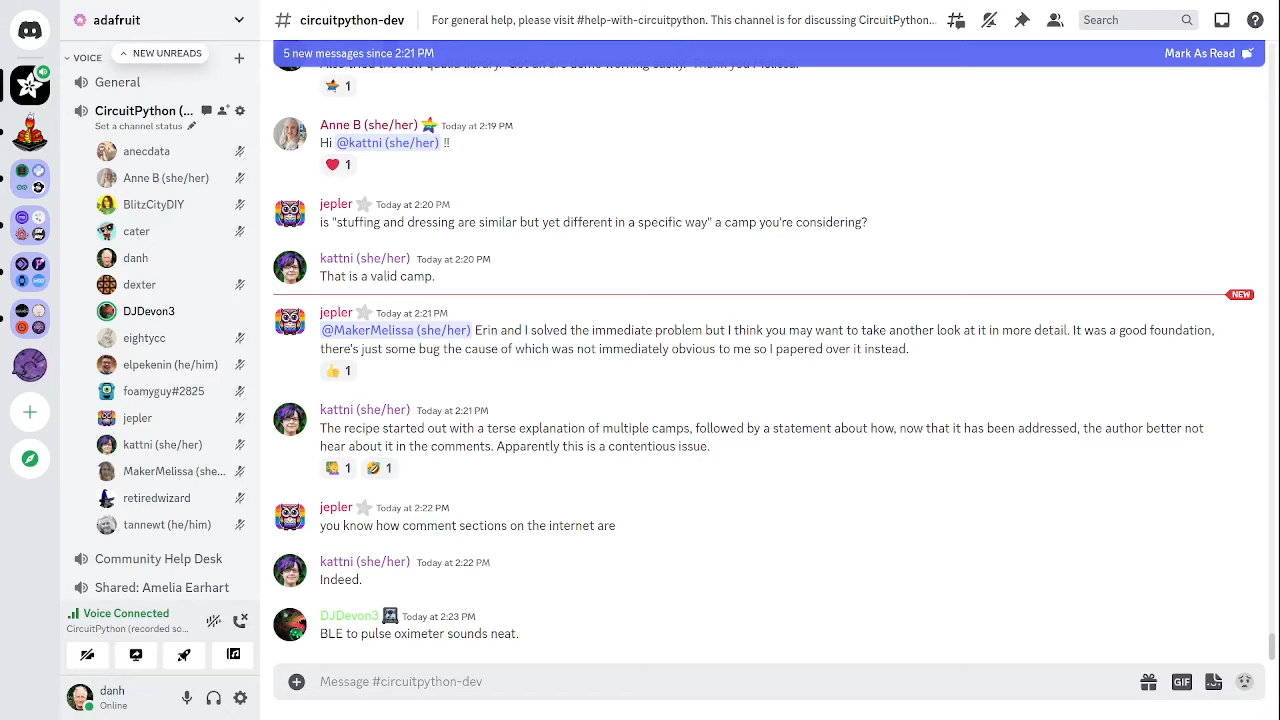 adafruit
# circuitpython-dev
For general help, please visit #help-with-circuitpython. This channel is for discussing CircuitPython...
Search
5 new messages since 2:21 PM
Mark As Read
VOICE
NEW UNREADS
General
CircuitPython (...
Set a channel status
anecdata
Anne B (she/her)
BlitzCityDIY
cater
danh
dexter
DJDevon3
eightycc
elpekenin (he/him)
foamyguy#2825
jepler
kattni (she/her)
MakerMelissa (she...
retiredwizard
tannewt (he/him)
Community Help Desk
Shared: Amelia Earhart
Voice Connected
CircuitPython (recorded so...
danh
Online
1
Anne B (she/her) Today at 2:19 PM
Hi @kattni (she/her) !!
1
jepler Today at 2:20 PM
is "stuffing and dressing are similar but yet different in a specific way" a camp you're considering?
kattni (she/her) Today at 2:20 PM
That is a valid camp.
NEW
jepler Today at 2:21 PM
@MakerMelissa (she/her) Erin and I solved the immediate problem but I think you may want to take another look at it in more detail. It was a good foundation,
there's just some bug the cause of which was not immediately obvious to me so I papered over it instead.
1
kattni (she/her) Today at 2:21 PM
The recipe started out with a terse explanation of multiple camps, followed by a statement about how, now that it has been addressed, the author better not
hear about it in the comments. Apparently this is a contentious issue.
1 1
jepler Today at 2:22 PM
you know how comment sections on the internet are
kattni (she/her) Today at 2:22 PM
Indeed.
DJDevon3 Today at 2:23 PM
BLE to pulse oximeter sounds neat.
Message #circuitpython-dev
GIF